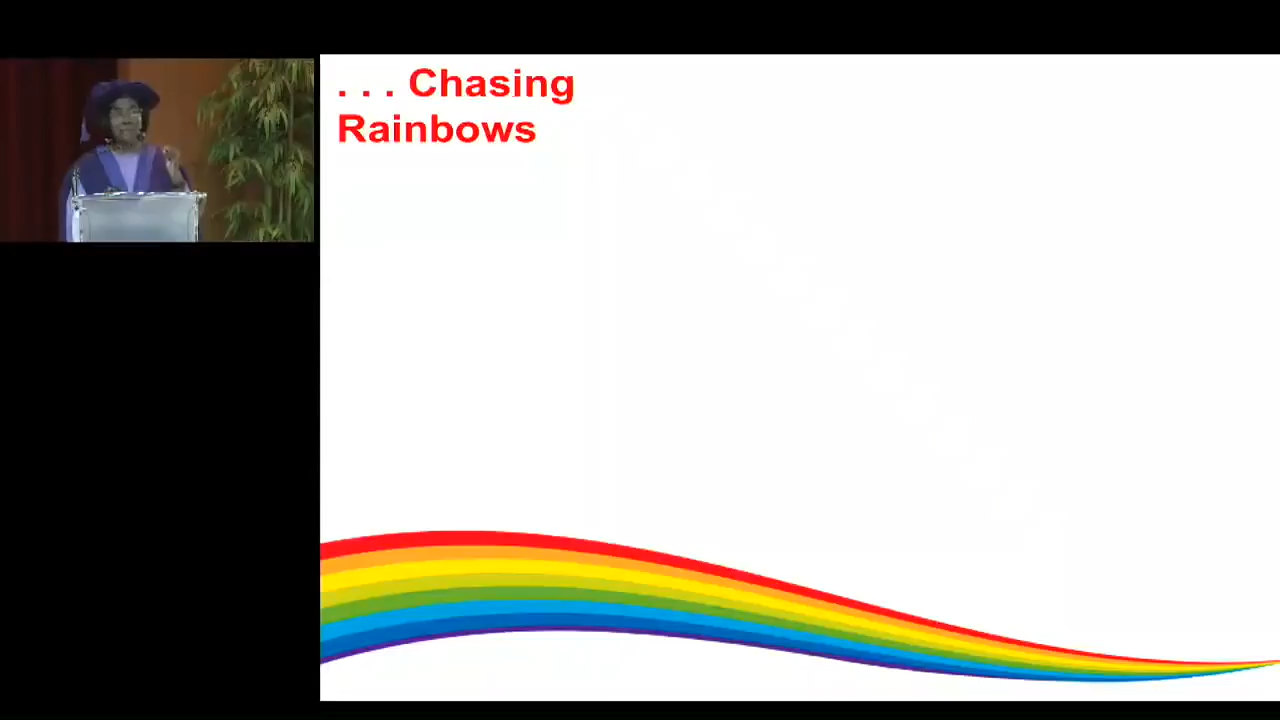 . . . Chasing
Rainbows